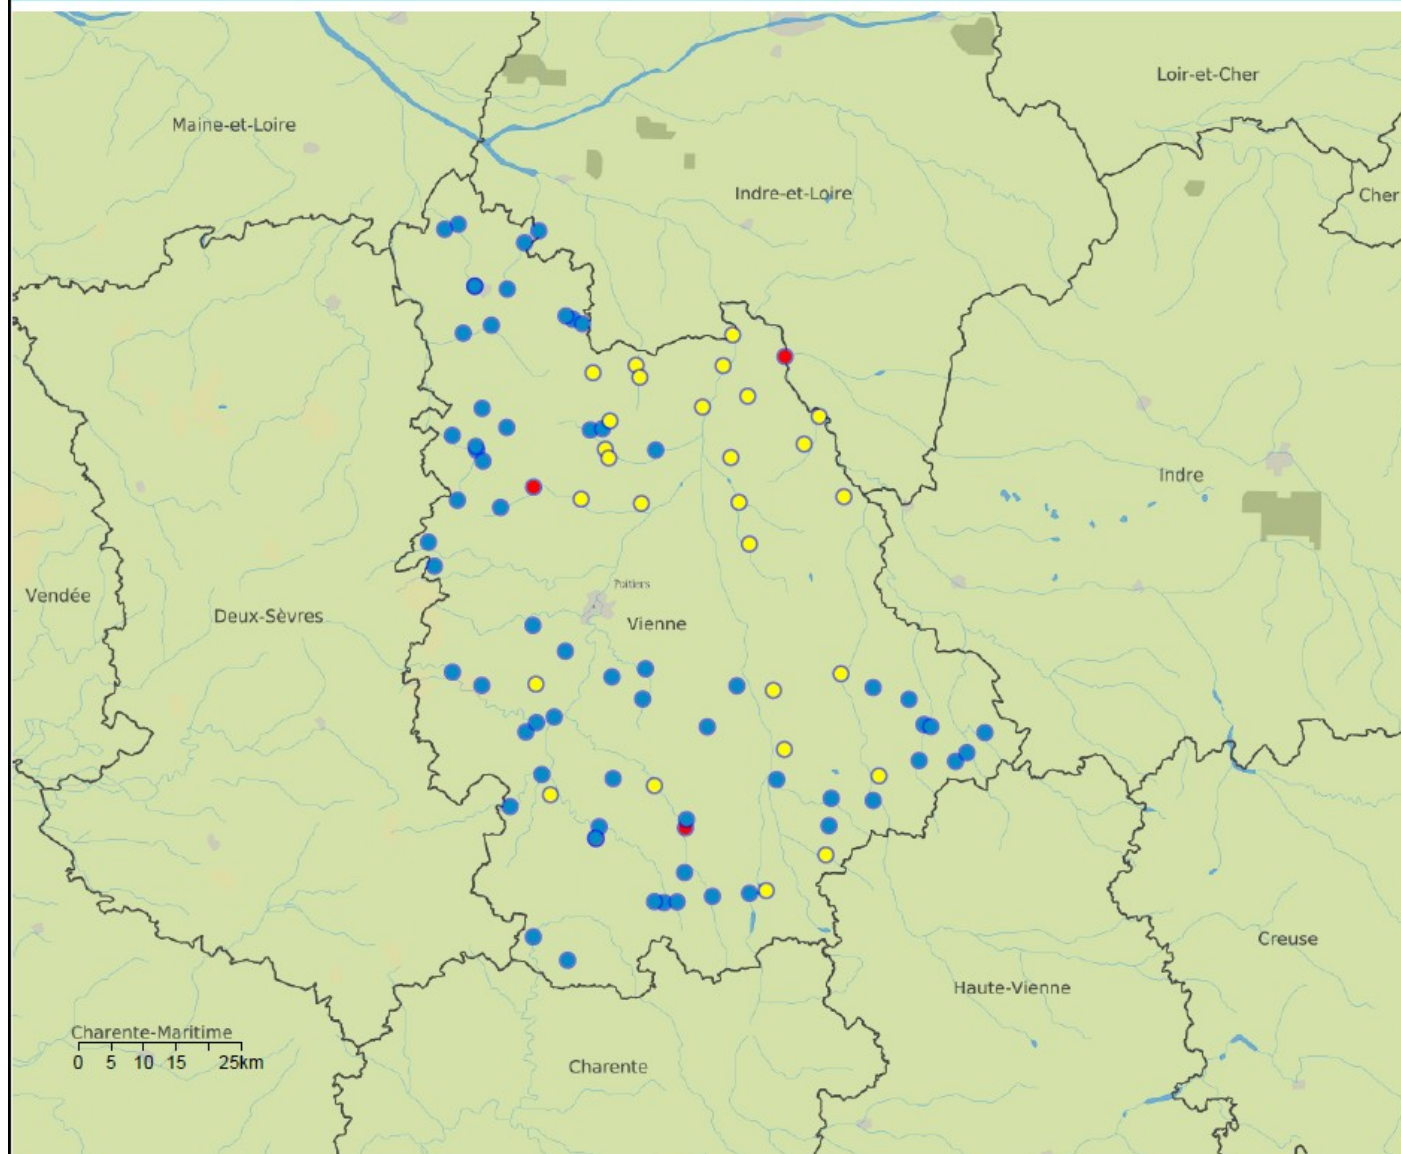 Loir-et-Cher
Maine-et-Loire
Indre-et-Loire
Cher
Indre
Poitiers
Vendée
Deux-Sèvres
Vienne
Creuse
Haute-Vienne
Charente-Maritime
0 5 10 15 25km
Charente